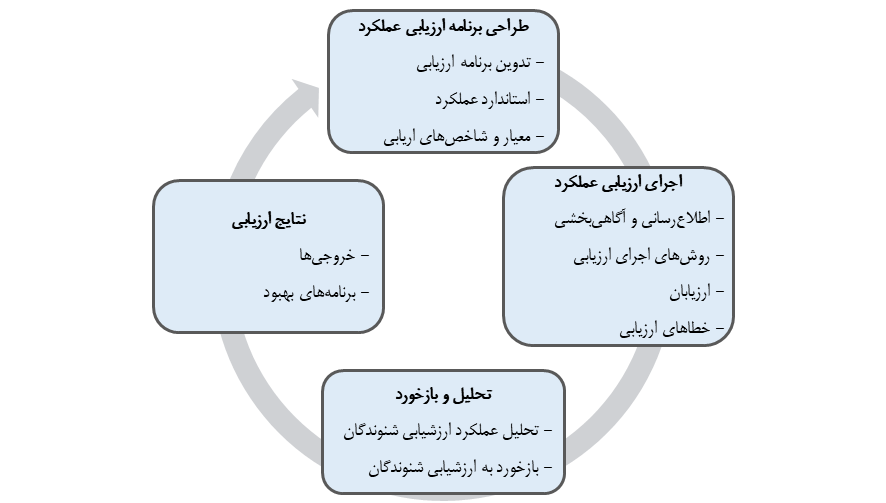 طراحی برنامه ارزیابی عملکرد
- تدوین برنامه ارزیابی
- استاندارد عملکرد
- معیار و شاخص‌های اریابی
اجرای ارزیابی عملکرد
- اطلاع‌رسانی و آگاهی‌بخشی
- روش‌های اجرای ارزیابی
- ارزیابان
- خطاهای ارزیابی
تحلیل و بازخورد
- تحلیل عملکرد ارزشیابی شنوندگان
- بازخورد به ارزشیابی شنوندگان
نتایج ارزیابی
- خروجی‌ها
- برنامه‌های بهبود